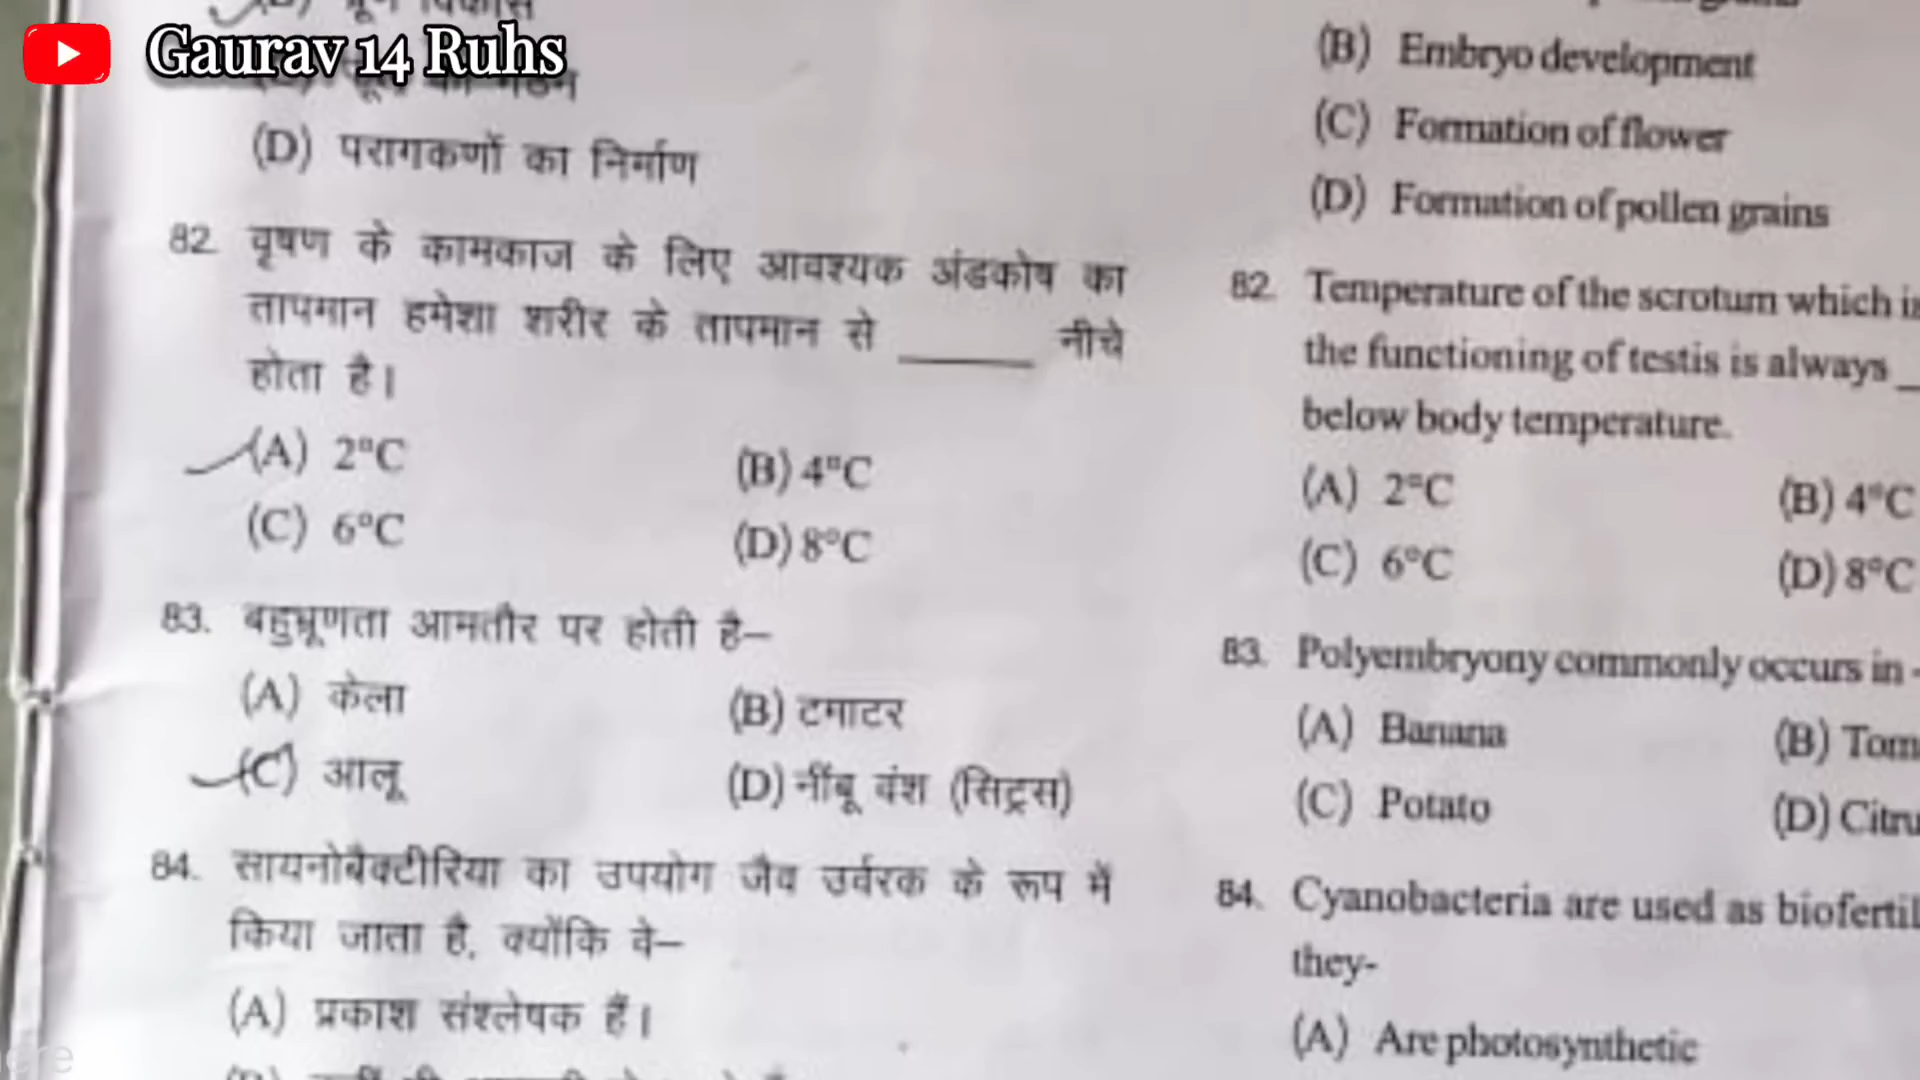 Gaurav 14 Ruhs
(D) परागकणों का निर्माण
82. वृषण के कामकाज के लिए आवश्यक अंडकोष का
तापमान हमेशा शरीर के तापमान से ______ नीचे
होता है।
(A) 2°C (B) 4°C
(C) 6°C (D) 8°C
83. बहुभ्रूणता आमतौर पर होती है–
(A) केला (B) टमाटर
(C) आलू (D) नींबू वंश (सिट्रस)
84. सायनोबैक्टीरिया का उपयोग जैव उर्वरक के रूप में
किया जाता है, क्योंकि वे–
(A) प्रकाश संश्लेषक हैं।
(B) Embryo development
(C) Formation of flower
(D) Formation of pollen grains
82. Temperature of the scrotum which is
the functioning of testis is always _
below body temperature.
(A) 2°C (B) 4°C
(C) 6°C (D) 8°C
83. Polyembryony commonly occurs in -
(A) Banana (B) Tom
(C) Potato (D) Citru
84. Cyanobacteria are used as biofertil
they-
(A) Are photosynthetic